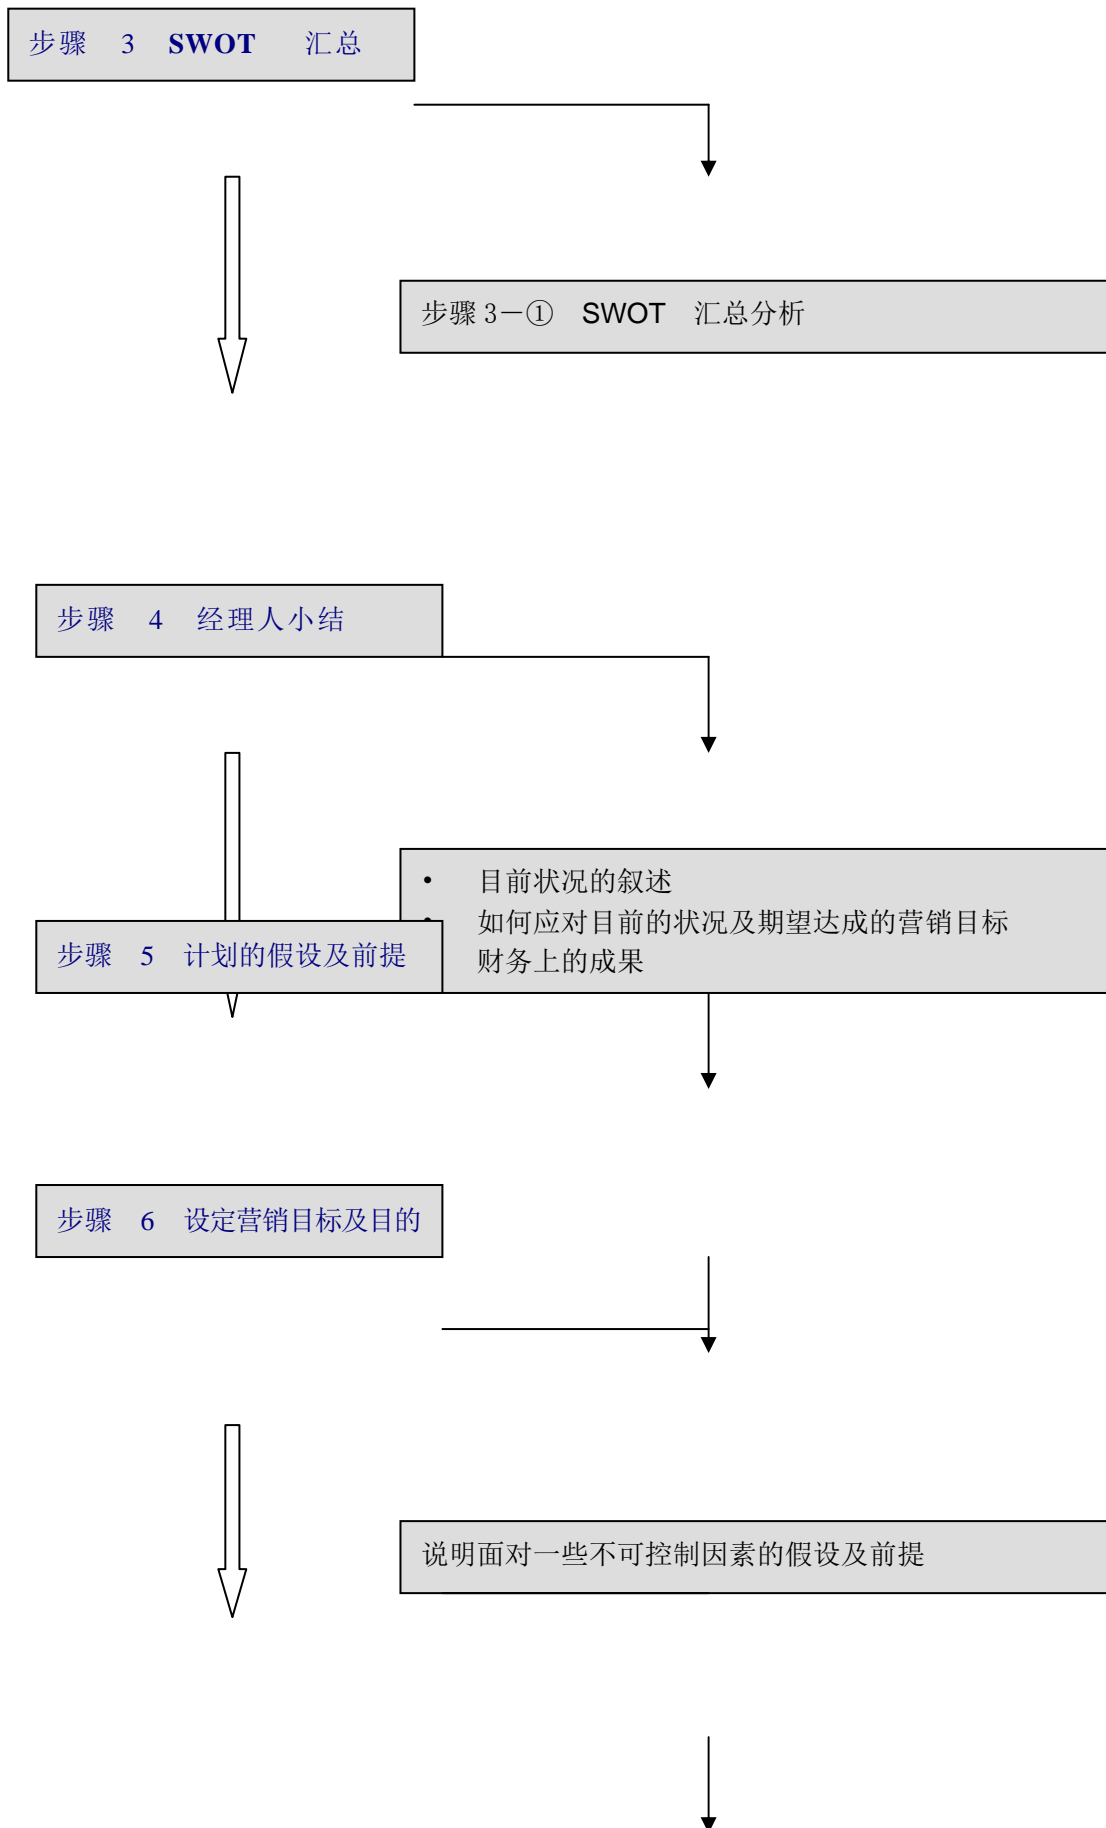 步骤 3 SWOT 汇总
步骤 3－① SWOT 汇总分析
步骤 4 经理人小结
• 目前状况的叙述
• 如何应对目前的状况及期望达成的营销目标
财务上的成果
步骤 5 计划的假设及前提
步骤 6 设定营销目标及目的
说明面对一些不可控制因素的假设及前提